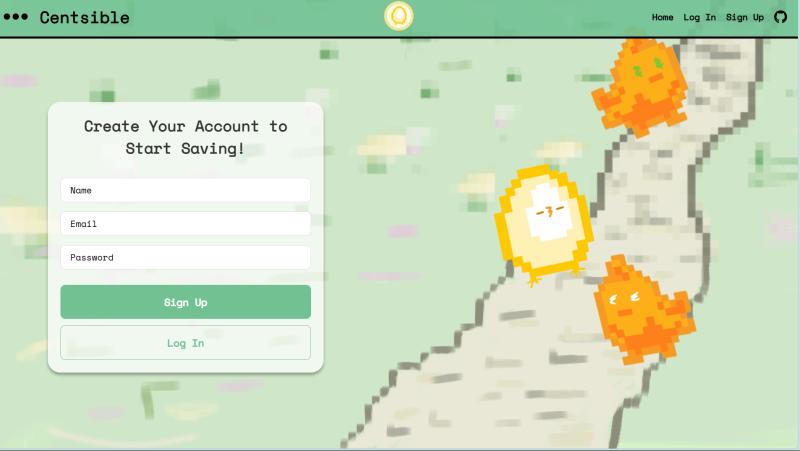 Centsible
Home Log In Sign Up
Create Your Account to
Start Saving!
Name
Email
Password
Sign Up
Log In